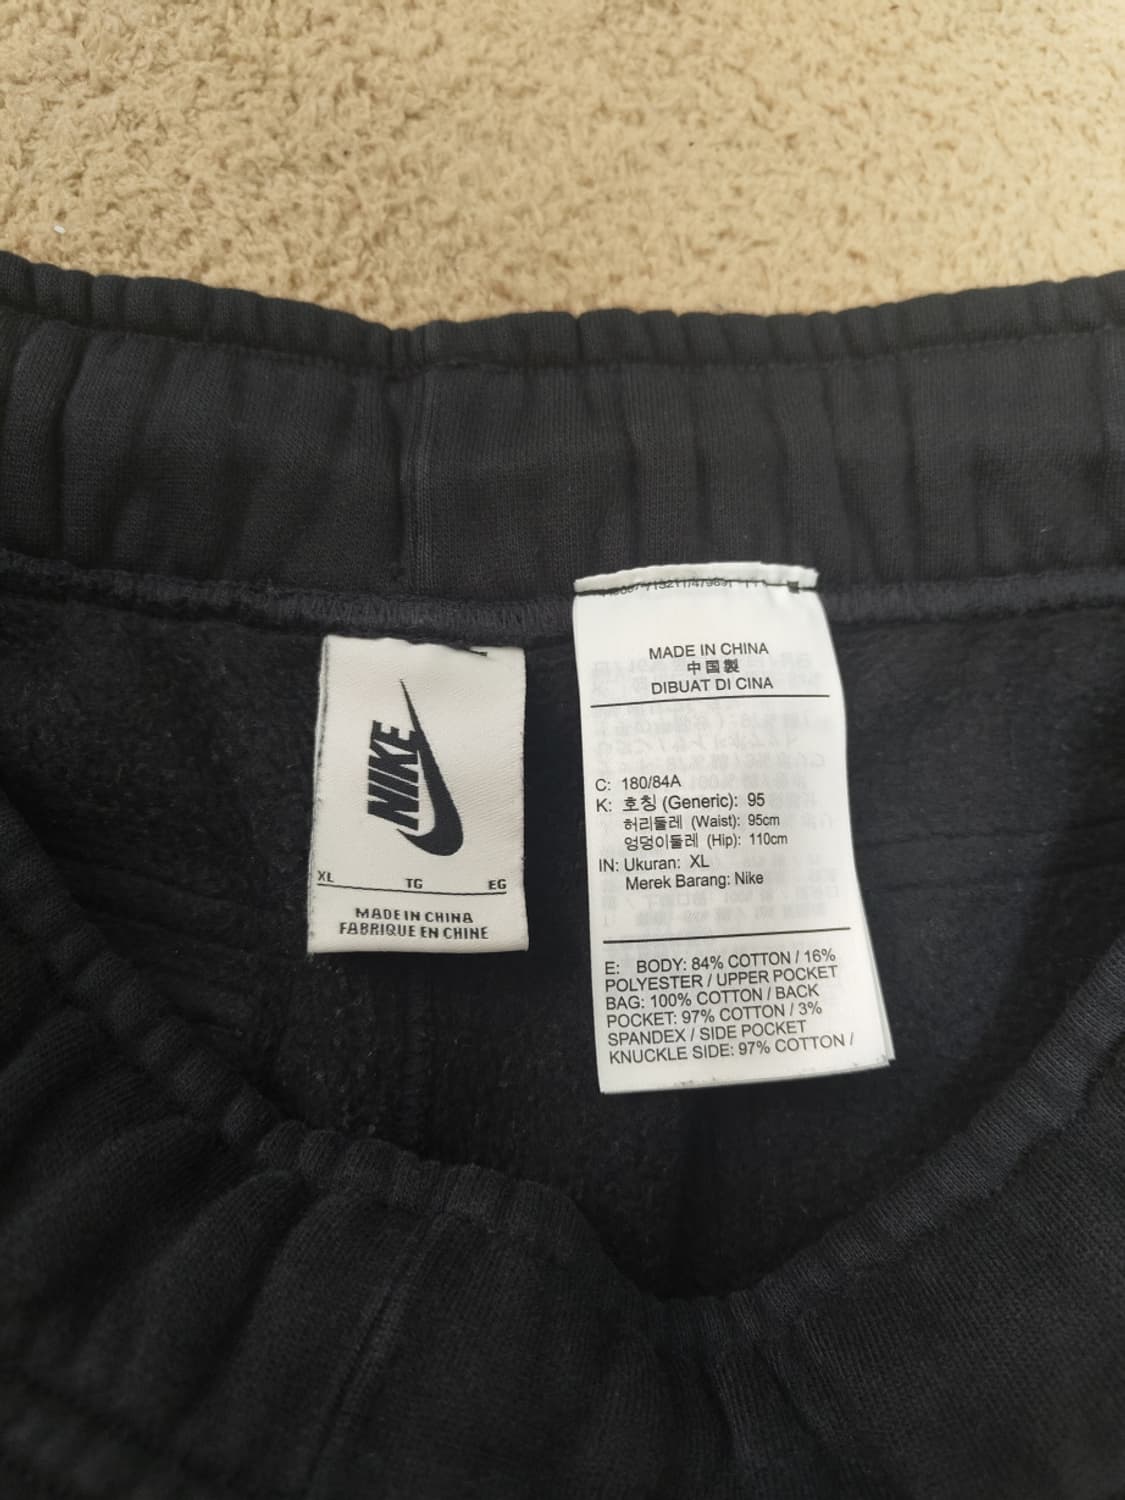 NIKE
XL TG EG
MADE IN CHINA
FABRIQUE EN CHINE
MADE IN CHINA
中国製
DIBUAT DI CINA
C: 180/84A
K: 호칭 (Generic): 95
허리둘레 (Waist): 95cm
엉덩이둘레 (Hip): 110cm
IN: Ukuran: XL
Merek Barang: Nike
E: BODY: 84% COTTON / 16%
POLYESTER / UPPER POCKET
BAG: 100% COTTON / BACK
POCKET: 97% COTTON / 3%
SPANDEX / SIDE POCKET
KNUCKLE SIDE: 97% COTTON /